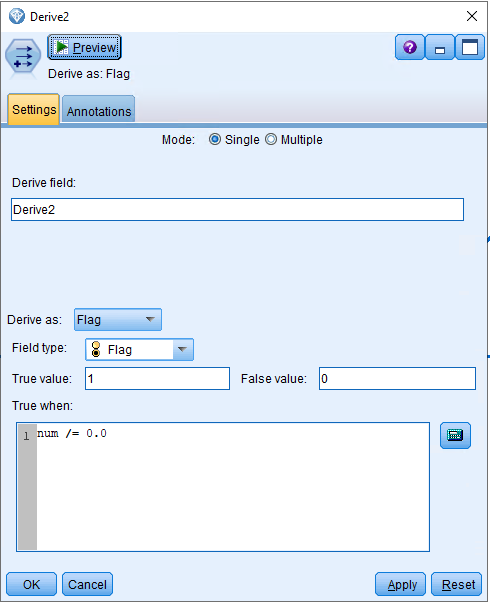 Derive2
Preview
Derive as: Flag
Settings Annotations
Mode: Single Multiple
Derive field:
Derive2
Derive as: Flag
Field type: Flag
True value: 1 False value: 0
True when:
1 num /= 0.0
OK Cancel Apply Reset